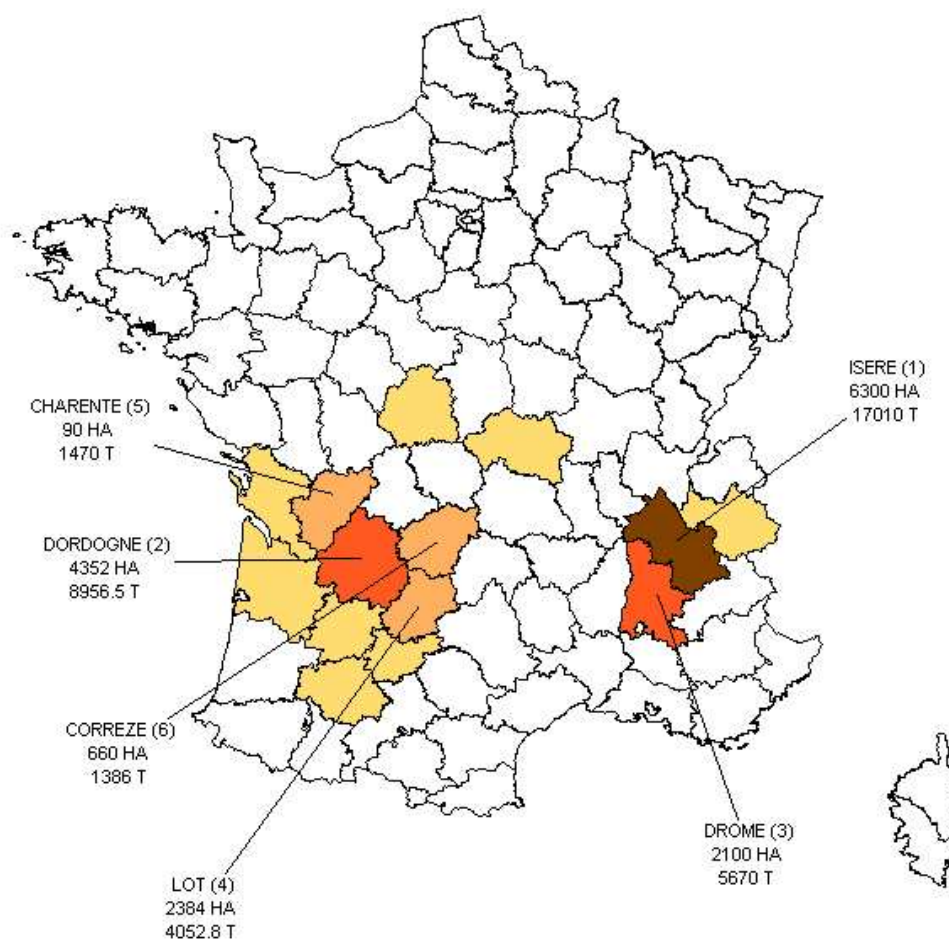 ISERE (1)
6300 HA
17010 T
CHARENTE (5)
90 HA
1470 T
DORDOGNE (2)
4352 HA
8956.5 T
CORREZE (6)
660 HA
1386 T
DROME (3)
2100 HA
5670 T
LOT (4)
2384 HA
4052.8 T